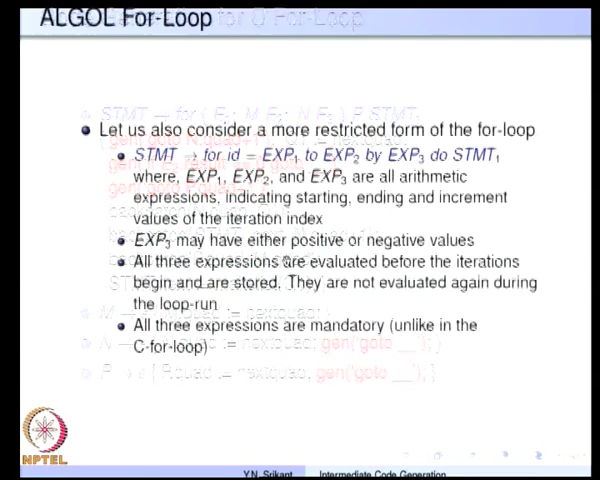 ALGOL For-Loop
Let us also consider a more restricted form of the for-loop
STMT → for id = EXP₁ to EXP₂ by EXP₃ do STMT₁
where, EXP₁, EXP₂, and EXP₃ are all arithmetic
expressions, indicating starting, ending and increment
values of the iteration index
EXP₃ may have either positive or negative values
All three expressions are evaluated before the iterations
begin and are stored. They are not evaluated again during
the loop-run
All three expressions are mandatory (unlike in the
C-for-loop)
NPTEL
Y.N. Srikant Intermediate Code Generation